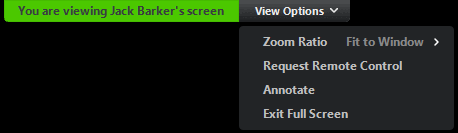 You are viewing Jack Barker's screen View Options
Zoom Ratio Fit to Window
Request Remote Control
Annotate
Exit Full Screen